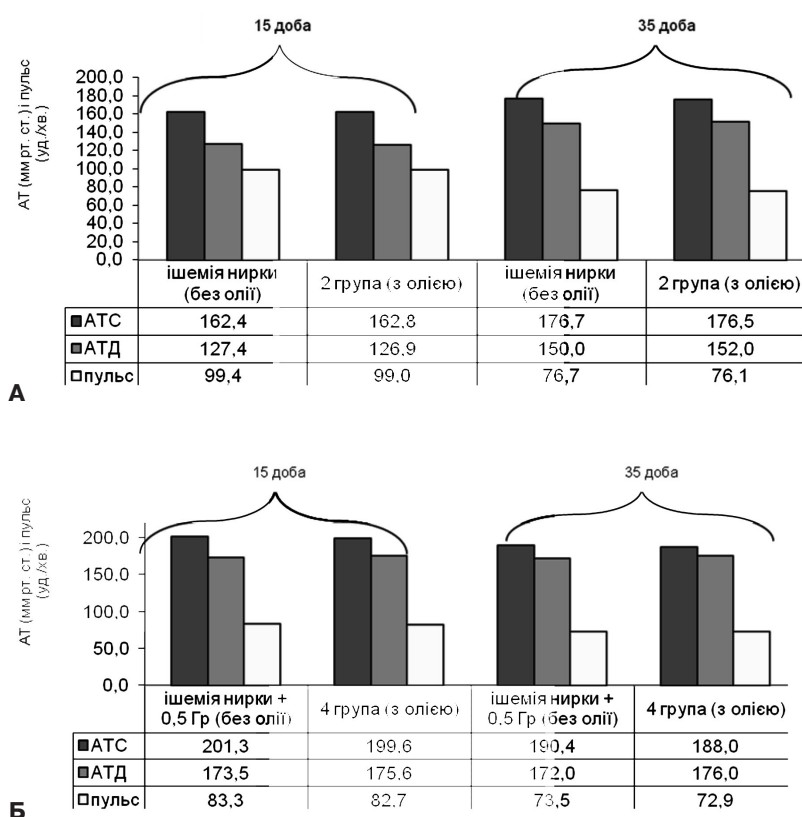 А
15 доба
35 доба
АТ (мм рт. ст.) і пульс
(уд./хв.)
200,0
180,0
160,0
140,0
120,0
100,0
80,0
60,0
40,0
20,0
0,0
ішемія нирки (без олії) 2 група (з олією) ішемія нирки (без олії) 2 група (з олією)
АТС 162,4 162,8 176,7 176,5
АТД 127,4 126,9 150,0 152,0
пульс 99,4 99,0 76,7 76,1
15 доба
35 доба
АТ (мм рт. ст.) і пульс
(уд./хв.)
200,0
150,0
100,0
50,0
0,0
ішемія нирки + 0,5 Гр (без олії) 4 група (з олією) ішемія нирки + 0,5 Гр (без олії) 4 група (з олією)
АТС 201,3 199,6 190,4 188,0
АТД 173,5 175,6 172,0 176,0
пульс 83,3 82,7 73,5 72,9
Б